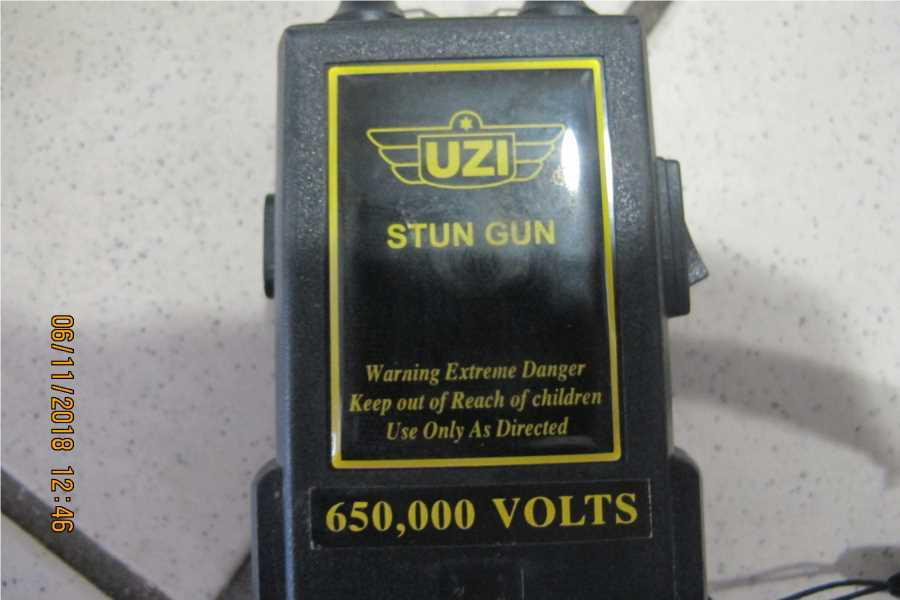 UZI
STUN GUN
Warning Extreme Danger
Keep out of Reach of children
Use Only As Directed
650,000 VOLTS
06/11/2018 12:46